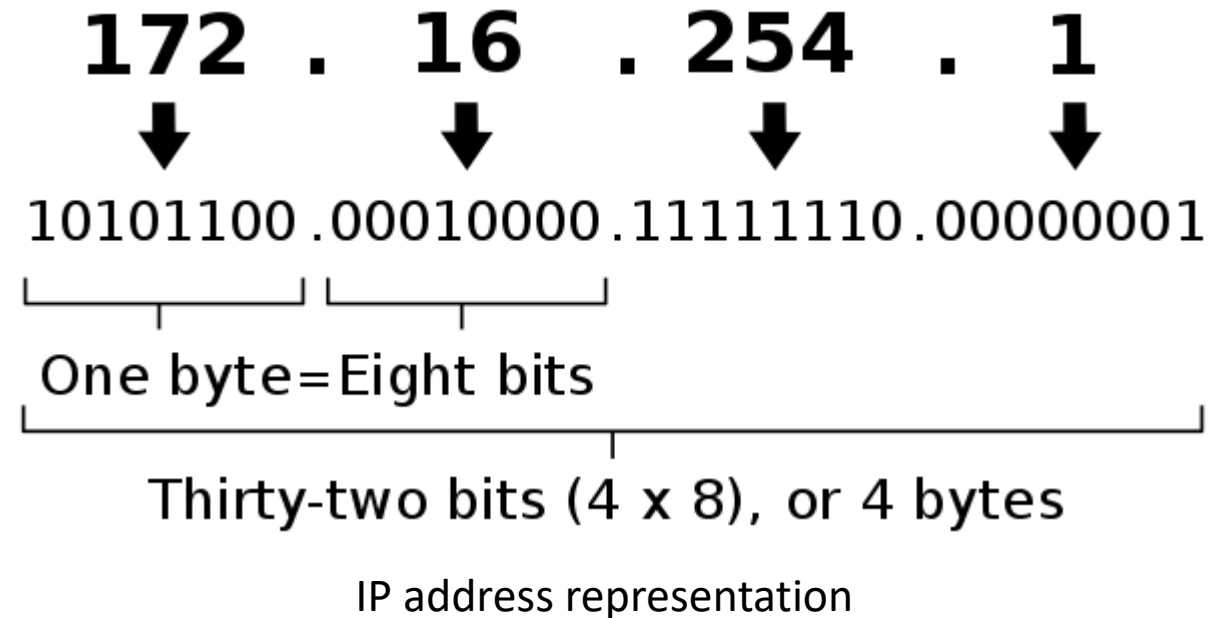 172 . 16 . 254 . 1
10101100 .00010000 .11111110 .00000001
One byte=Eight bits
Thirty-two bits (4 x 8), or 4 bytes
IP address representation